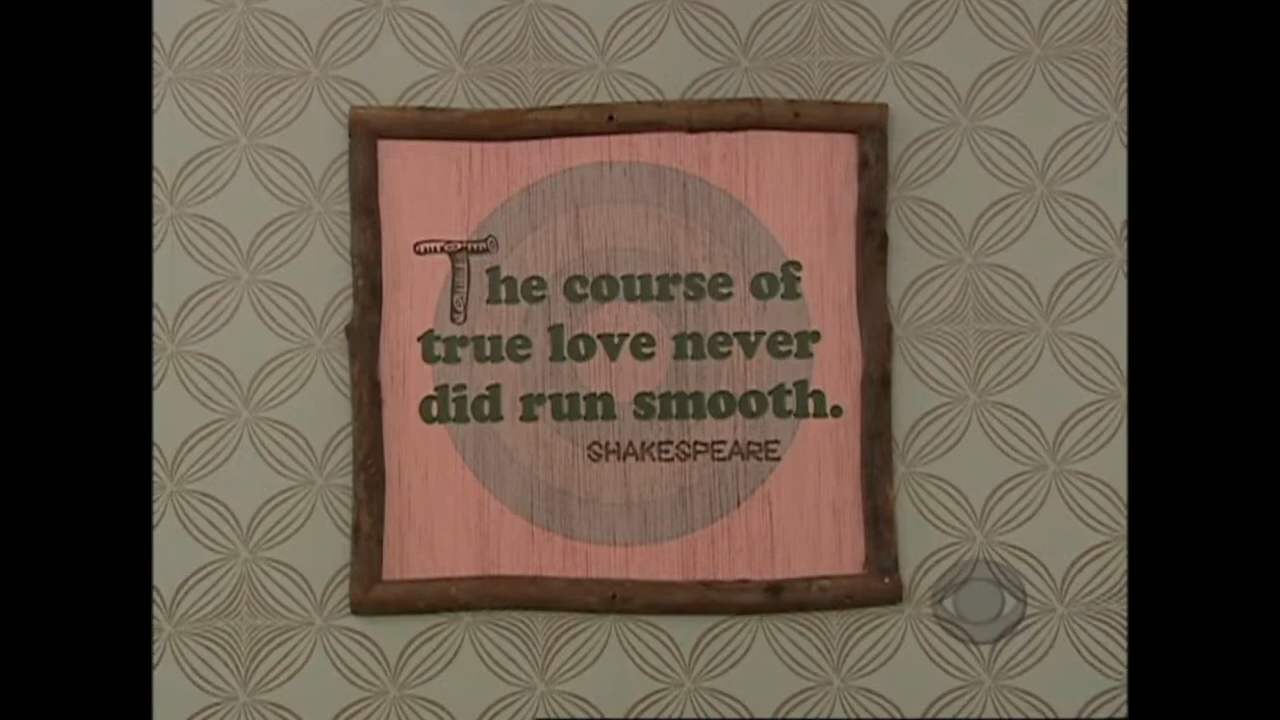 The course of
true love never
did run smooth.
SHAKESPEARE